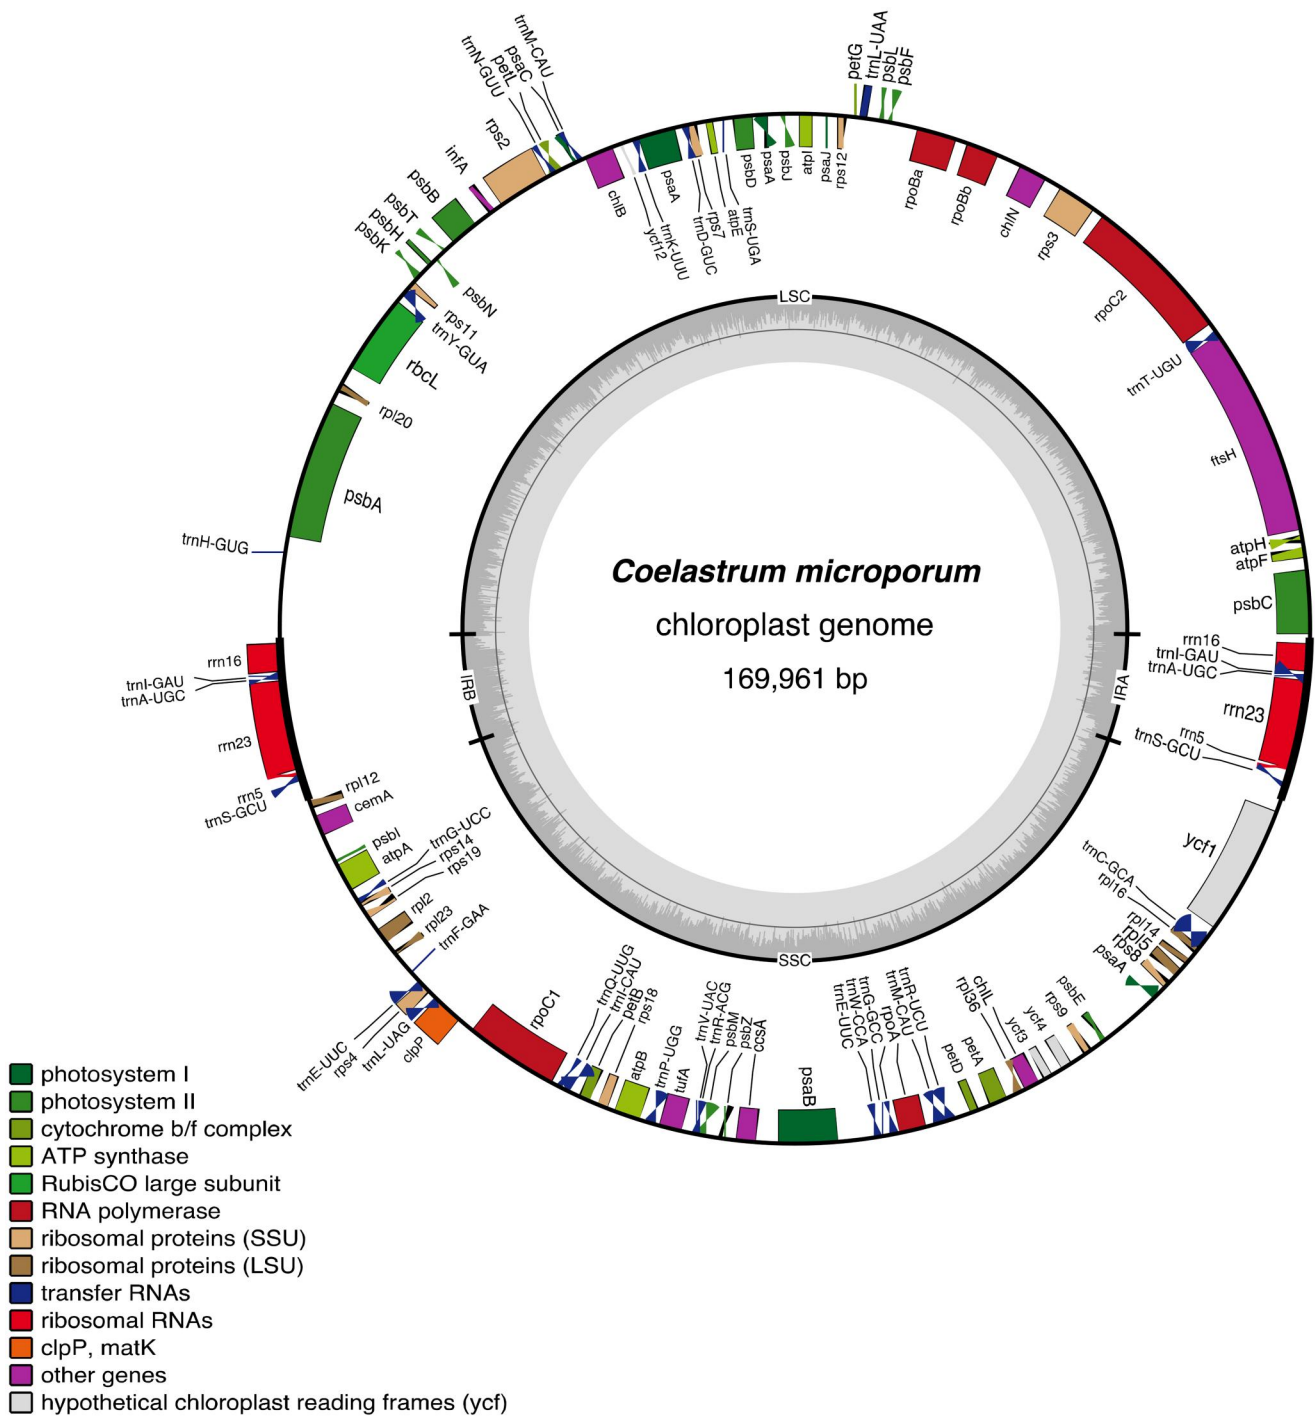 trnM-CAU
psaC
petL
trnN-GUU
rps2
infA
psbB
psbT
psbH
psbK
psbN
rps11
trnY-GUA
rbcL
rpl20
psbA
trnH-GUG
petG
trnL-UAA
psbL
psbF
chlB
ycf12
trnK-UUU
psaA
trnD-GUC
rps7
atpE
trnS-UGA
psbD
psaA
psbJ
atpI
psaJ
rps12
rpoBa
rpoBb
chlN
rps3
rpoC2
trnT-UGU
ftsH
atpH
atpF
psbC
rrn16
trnI-GAU
trnA-UGC
rrn23
rrn5
trnS-GCU
ycf1
trnC-GCA
rpl16
rpl14
rpl5
rps8
psaA
psbE
rps9
ycf4
ycf3
chlL
rpl36
petA
petD
trnR-UCU
trnM-CAU
rpoA
trnG-GCC
trnW-CCA
trnE-UUC
psaB
ccsA
psbZ
psbM
trnR-ACG
trnV-UAC
tufA
trnP-UGG
atpB
rps18
petB
trnI-CAU
trnQ-UUG
rpoC1
clpP
trnL-UAG
rps4
trnE-UUC
trnF-GAA
rpl23
rpl2
rps19
rps14
trnG-UCC
atpA
psbI
cemA
rpl12
trnS-GCU
rrn5
rrn23
trnA-UGC
trnI-GAU
rrn16
LSC
IRB
IRA
SSC
Coelastrum microporum
chloroplast genome
169,961 bp
photosystem I
photosystem II
cytochrome b/f complex
ATP synthase
RubisCO large subunit
RNA polymerase
ribosomal proteins (SSU)
ribosomal proteins (LSU)
transfer RNAs
ribosomal RNAs
clpP, matK
other genes
hypothetical chloroplast reading frames (ycf)